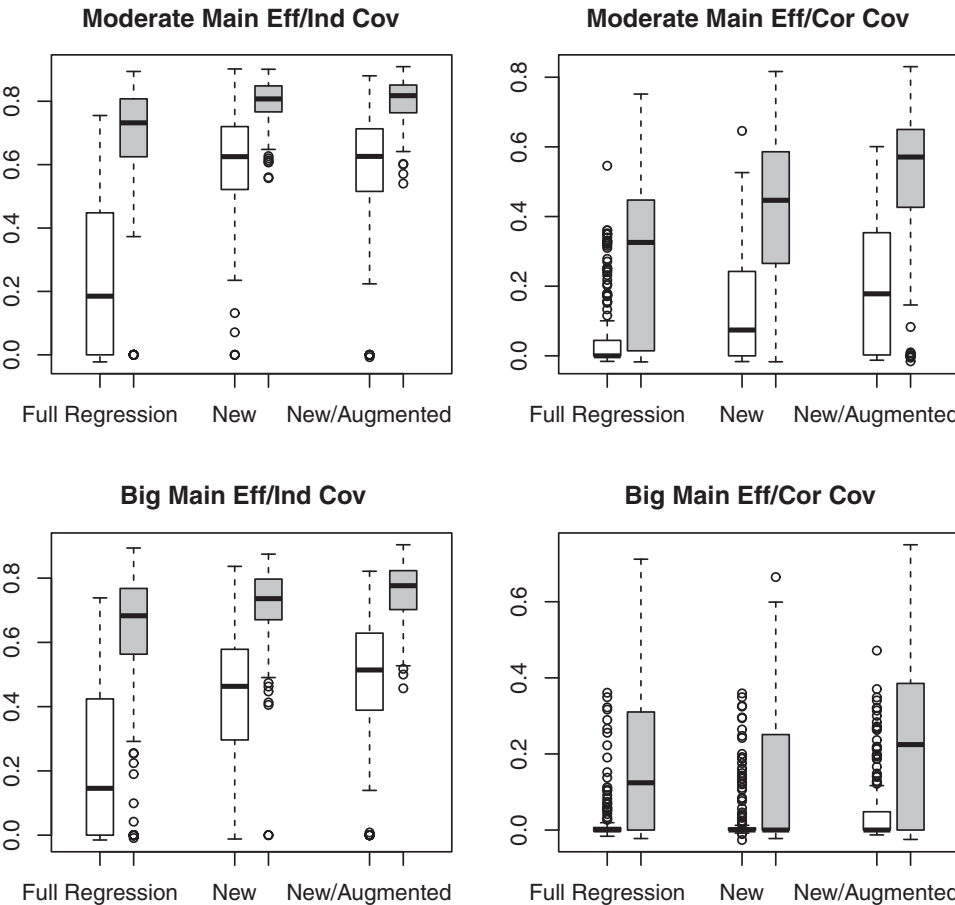 Moderate Main Eff/Ind Cov
0.0 0.2 0.4 0.6 0.8
Full Regression New New/Augmented
Moderate Main Eff/Cor Cov
0.0 0.2 0.4 0.6 0.8
Full Regression New New/Augmented
Big Main Eff/Ind Cov
0.0 0.2 0.4 0.6 0.8
Full Regression New New/Augmented
Big Main Eff/Cor Cov
0.0 0.2 0.4 0.6
Full Regression New New/Augmented